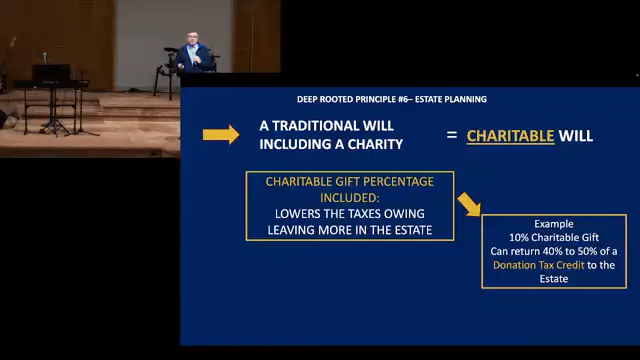 DEEP ROOTED PRINCIPLE #6– ESTATE PLANNING
A TRADITIONAL WILL
INCLUDING A CHARITY
= CHARITABLE WILL
CHARITABLE GIFT PERCENTAGE
INCLUDED:
LOWERS THE TAXES OWING
LEAVING MORE IN THE ESTATE
Example
10% Charitable Gift
Can return 40% to 50% of a
Donation Tax Credit to the
Estate